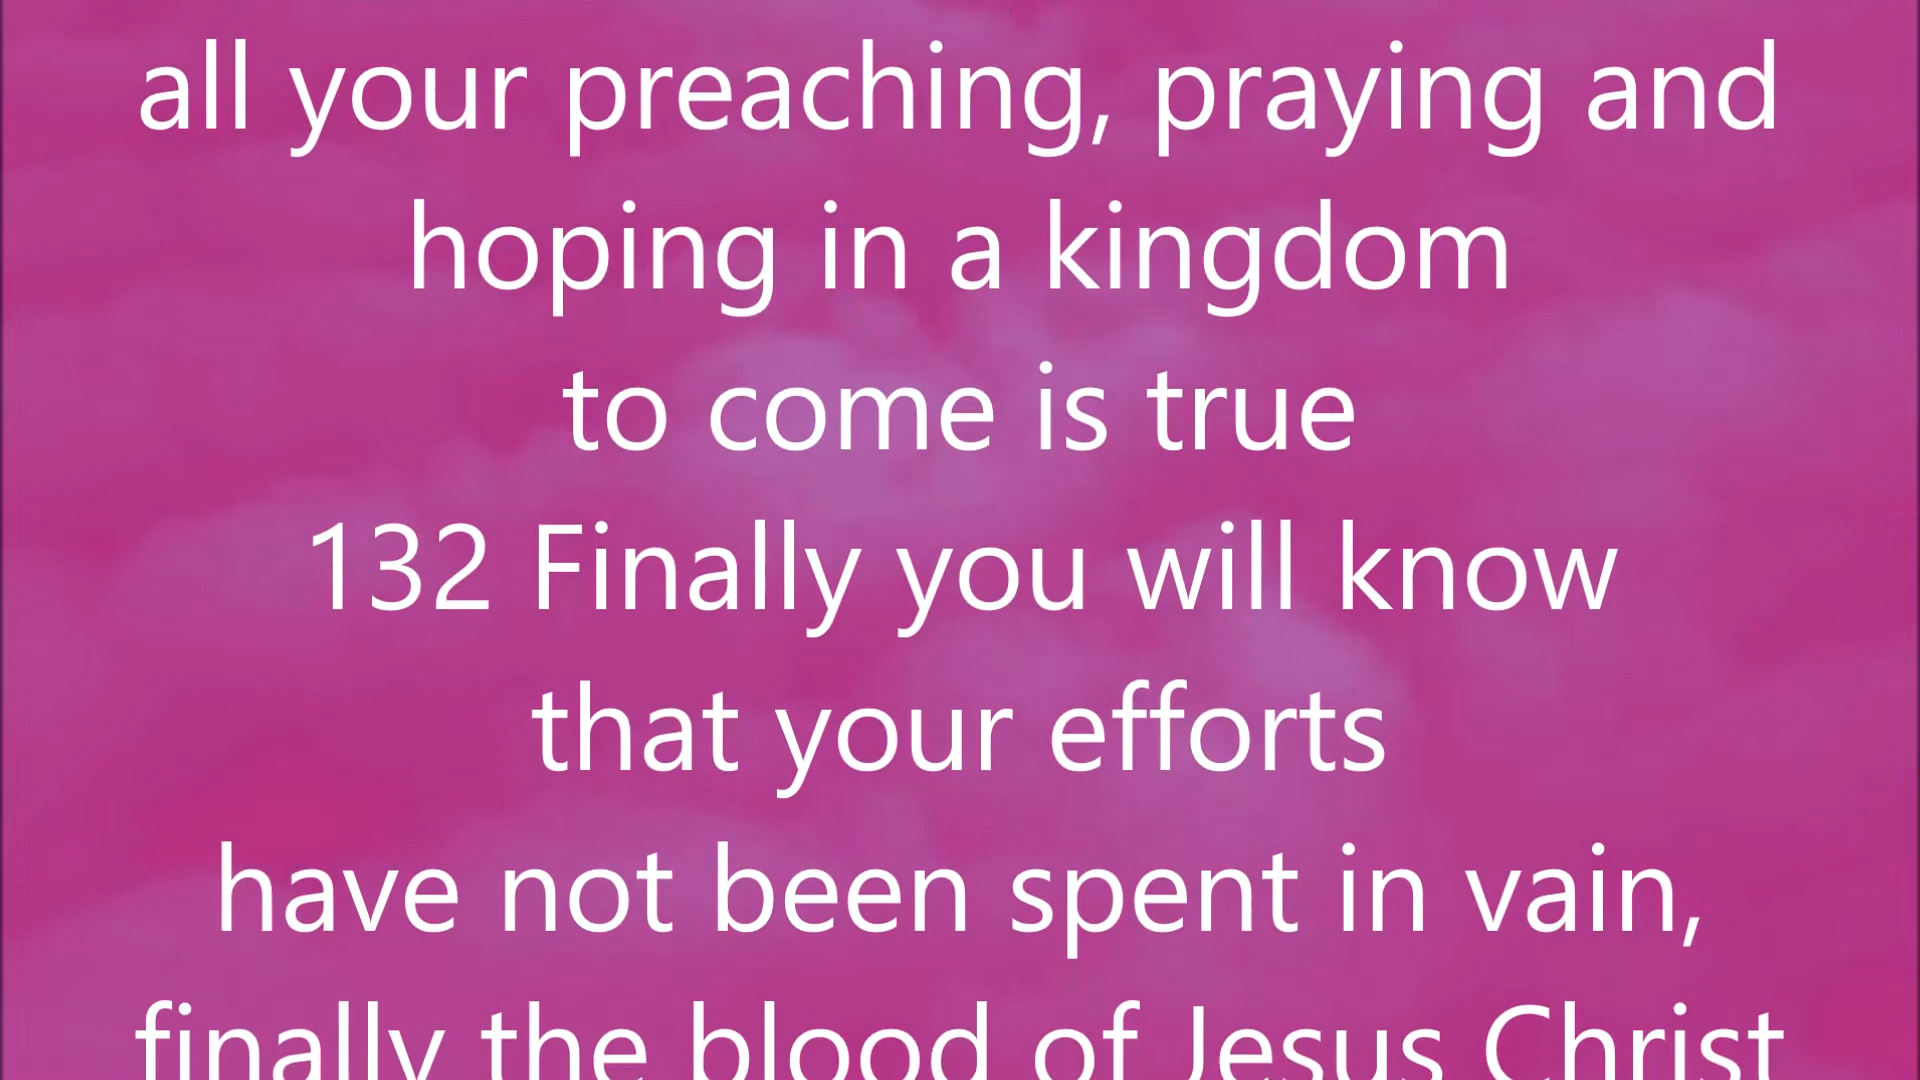 all your preaching, praying and
hoping in a kingdom
to come is true
132 Finally you will know
that your efforts
have not been spent in vain,
finally the blood of Jesus Christ